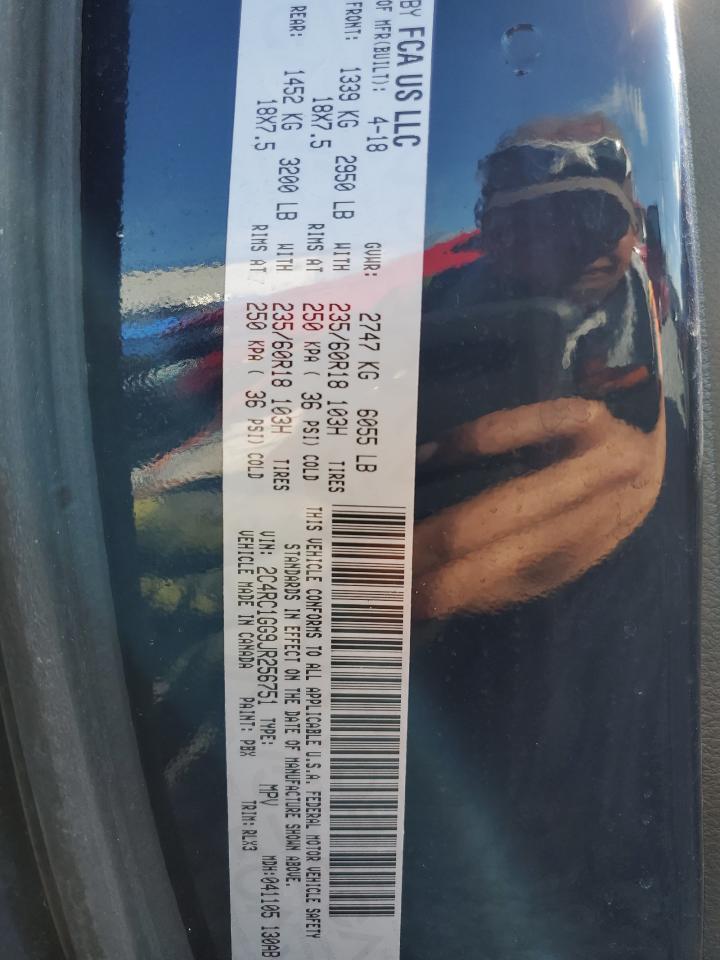 BY FCA US LLC
OF MFR(BUILT): 4-18
GVWR: 2747 KG 6055 LB
FRONT: 1339 KG 2950 LB WITH 235/60R18 103H TIRES
18X7.5 RIMS AT 250 KPA ( 36 PSI) COLD
REAR: 1452 KG 3200 LB WITH 235/60R18 103H TIRES
18X7.5 RIMS AT 250 KPA ( 36 PSI) COLD
THIS VEHICLE CONFORMS TO ALL APPLICABLE U.S.A. FEDERAL MOTOR VEHICLE SAFETY
STANDARDS IN EFFECT ON THE DATE OF MANUFACTURE SHOWN ABOVE.
VIN: 2C4RC1GG9JR256751 TYPE: MPV MDH:041105 130AB
VEHICLE MADE IN CANADA PAINT: PBX TRIM: RLX3